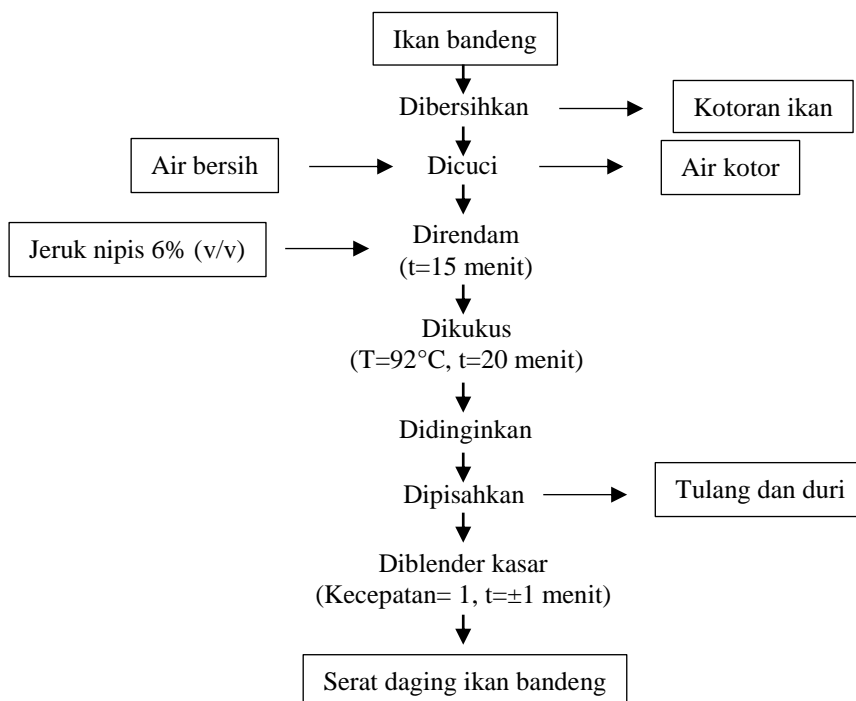 Ikan bandeng
Dibersihkan
Kotoran ikan
Air bersih
Dicuci
Air kotor
Jeruk nipis 6% (v/v)
Direndam
(t=15 menit)
Dikukus
(T=92°C, t=20 menit)
Didinginkan
Dipisahkan
Tulang dan duri
Diblender kasar
(Kecepatan= 1, t=±1 menit)
Serat daging ikan bandeng